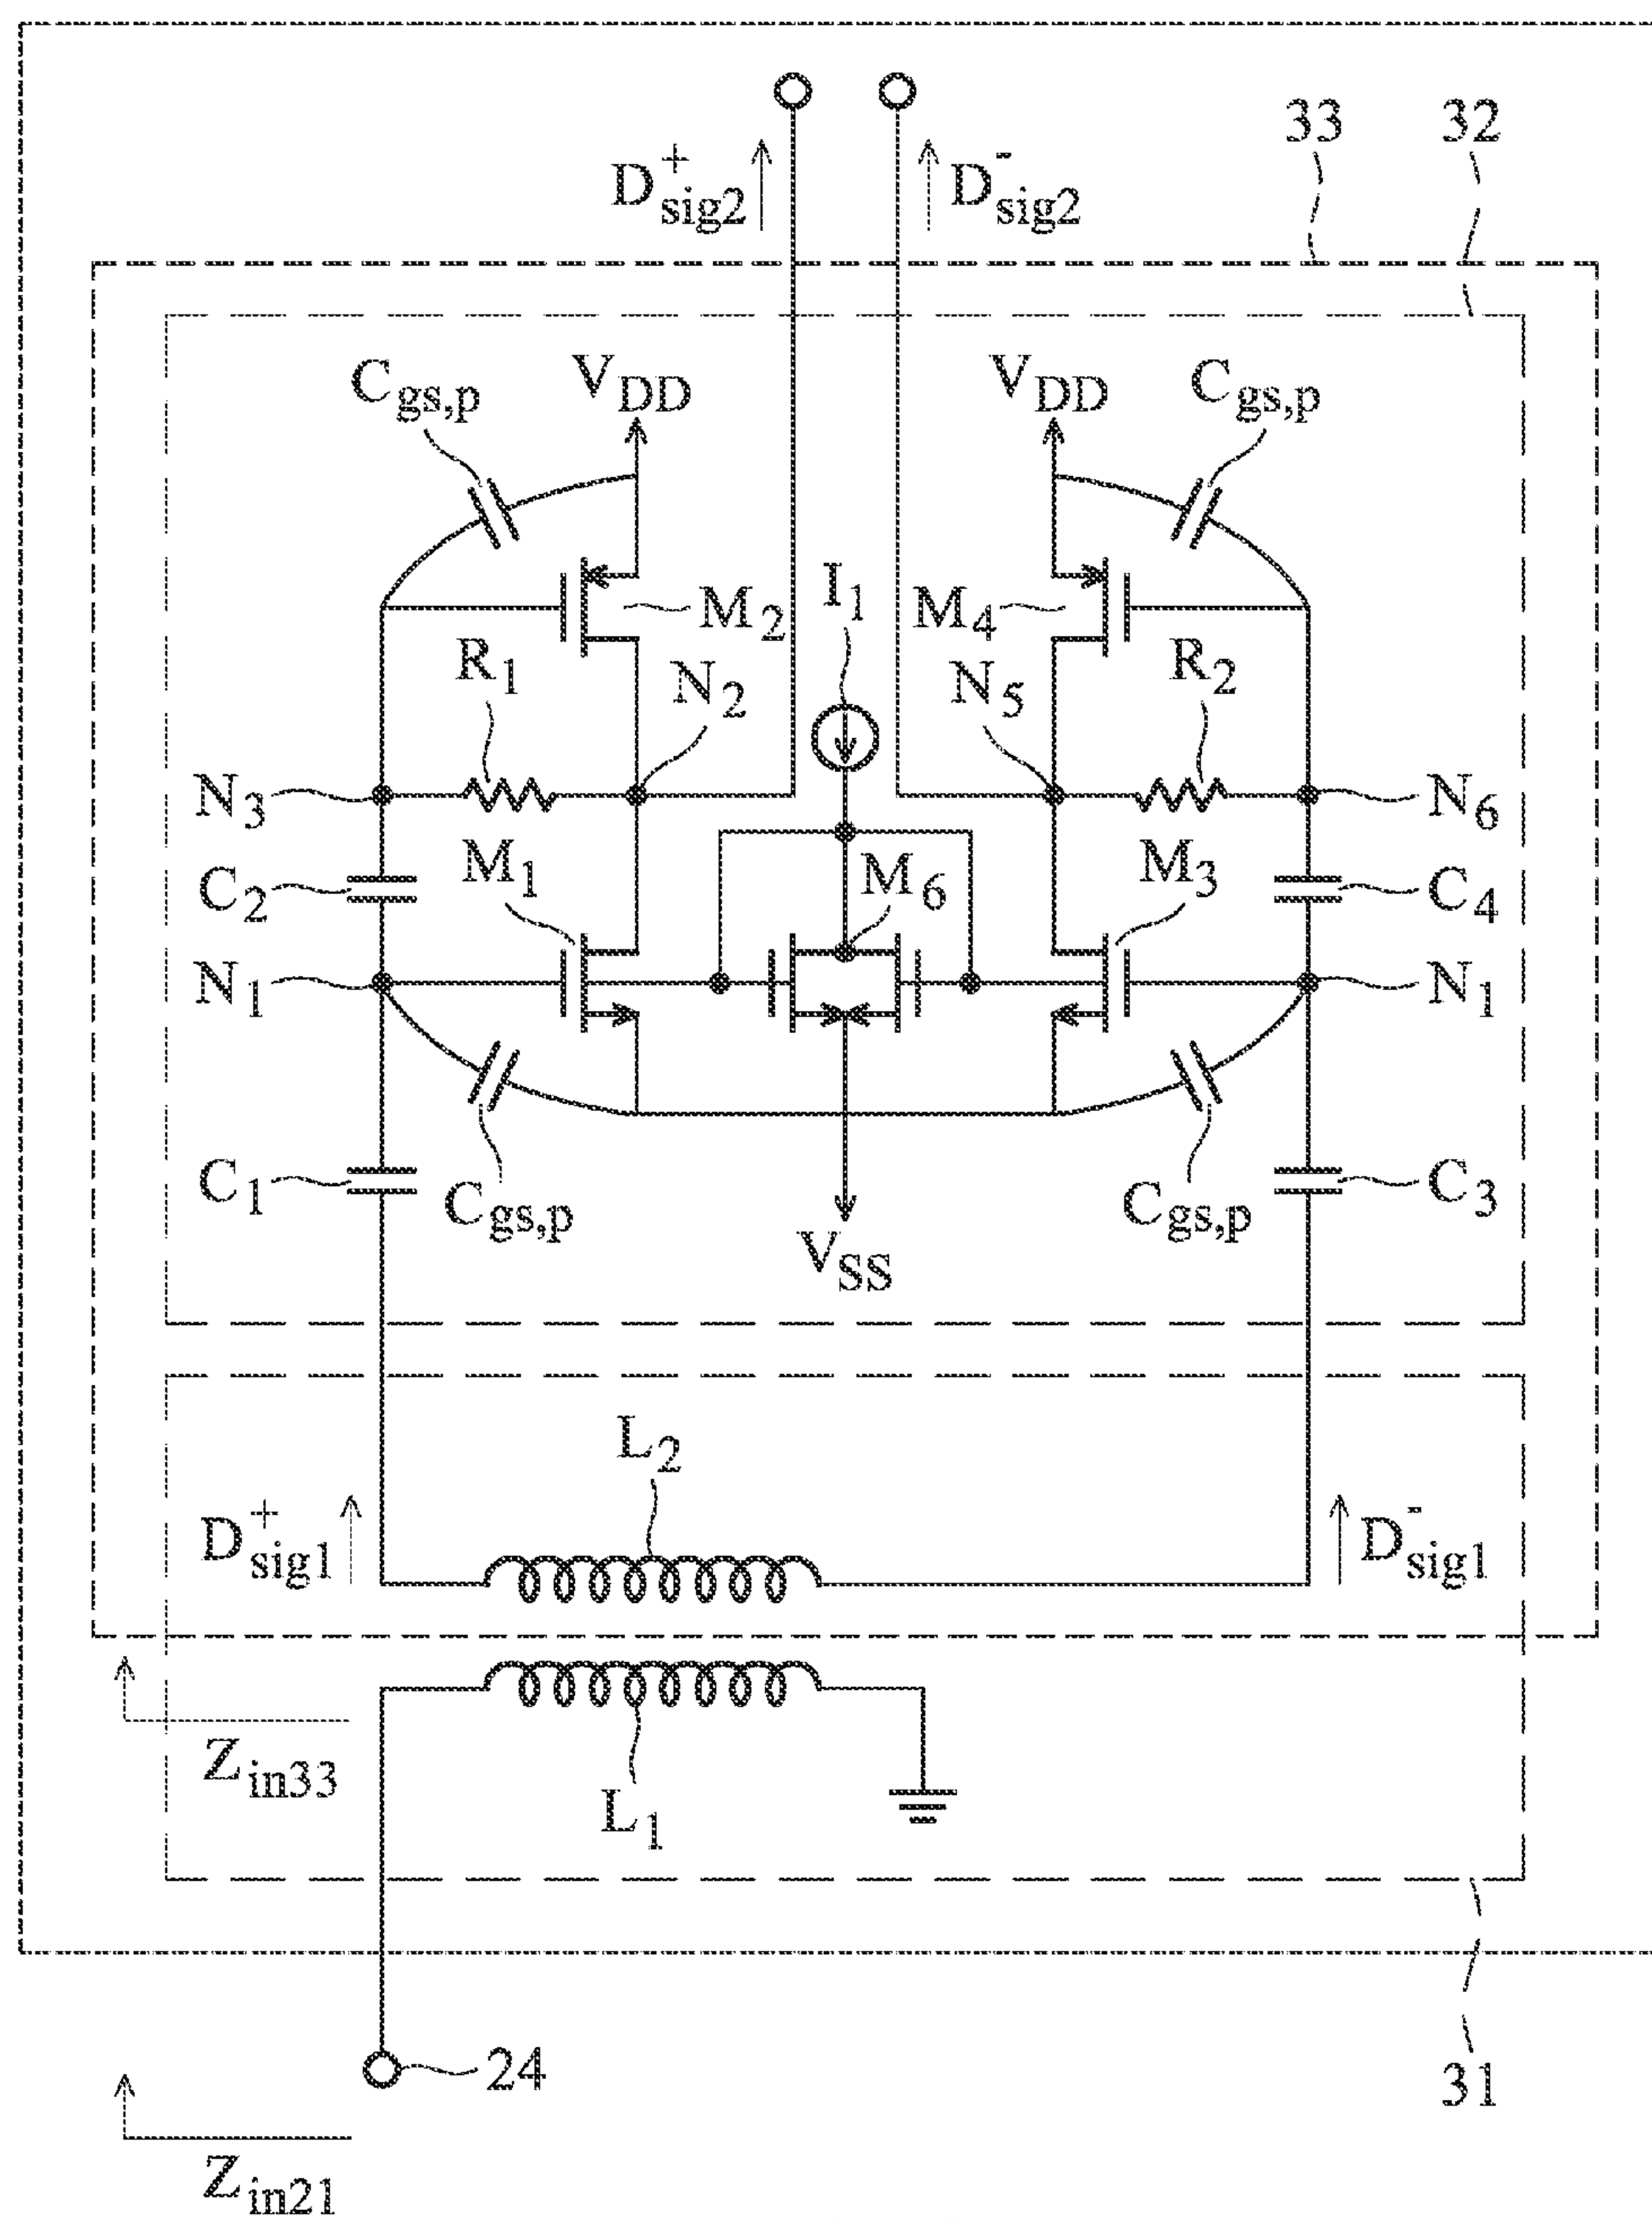 33 32
D+sig2 D-sig2
Cgs,p VDD VDD Cgs,p
M2 I1 M4
R1 N2 N5 R2
N3 N6
C2 M1 M6 M3 C4
N1 N1
C1 Cgs,p Cgs,p C3
VSS
L2
D+sig1 D-sig1
Zin33
L1
24
31
Zin21